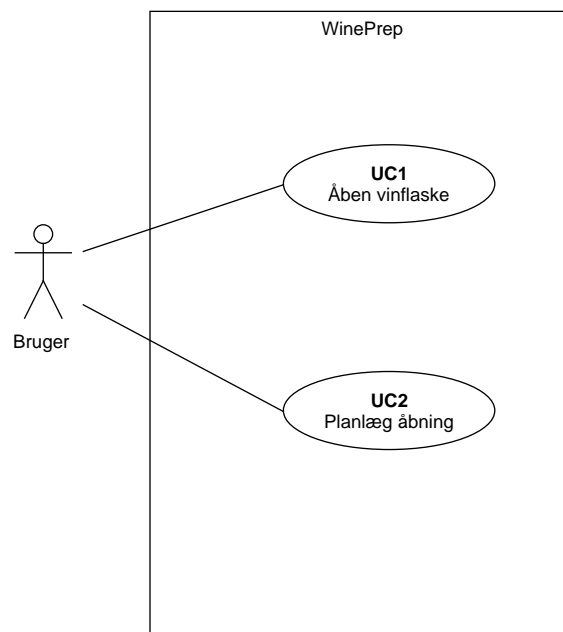 WinePrep
UC1
Åben vinflaske
Bruger
UC2
Planlæg åbning